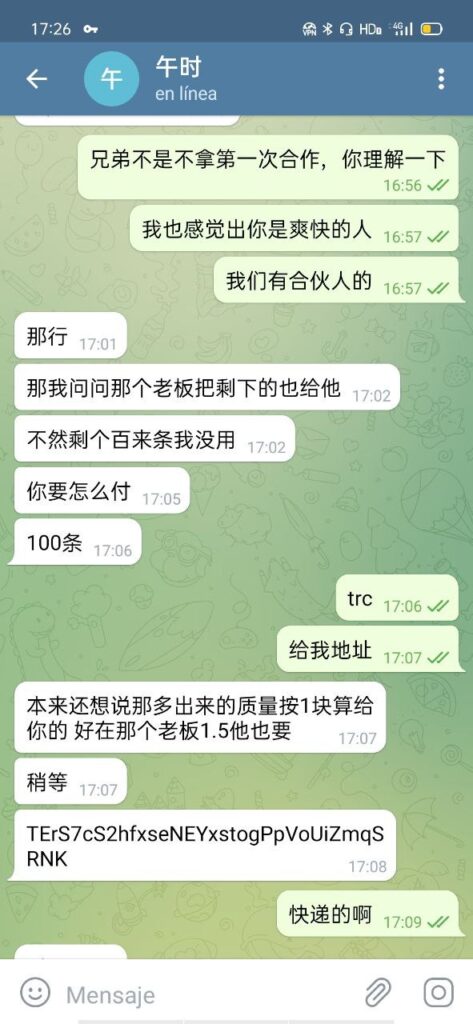 17:26
VPN
HD
4G
午
午时
en línea
兄弟不是不拿第一次合作，你理解一下
16:56
我也感觉出你是爽快的人
16:57
我们有合伙人的
16:57
那行
17:01
那我问问那个老板把剩下的也给他
17:02
不然剩个百来条我没用
17:02
你要怎么付
17:05
100条
17:06
trc
17:06
给我地址
17:07
本来还想说那多出来的质量按1块算给
你的 好在那个老板1.5他也要
17:07
稍等
17:07
TErS7cS2hfxseNEYxstogPpVoUiZmqS
RNK
17:08
快递的啊
17:09
Mensaje